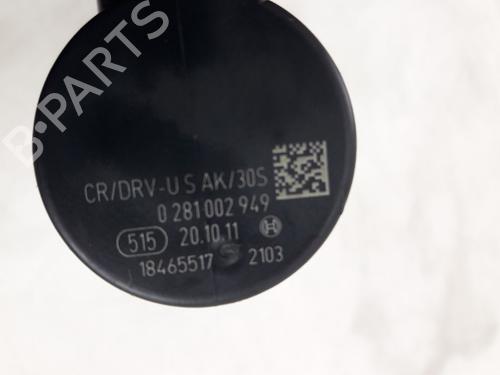 B-PARTS
CR/DRV-U S AK/30S
0 281 002 949
515 20.10.11
18465517 2103